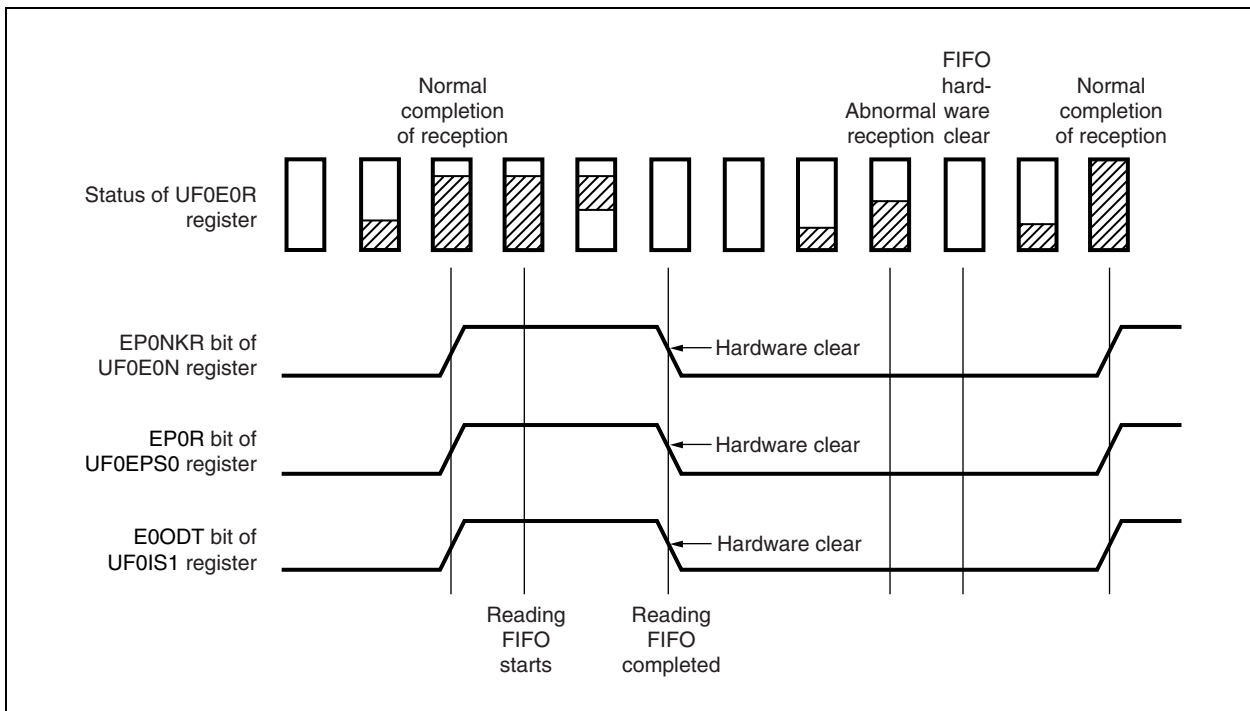 Normal
completion
of reception
Abnormal
reception
FIFO
hard-
ware
clear
Normal
completion
of reception
Status of UF0E0R
register
EP0NKR bit of
UF0E0N register
Hardware clear
EP0R bit of
UF0EPS0 register
Hardware clear
E0ODT bit of
UF0IS1 register
Hardware clear
Reading
FIFO
starts
Reading
FIFO
completed